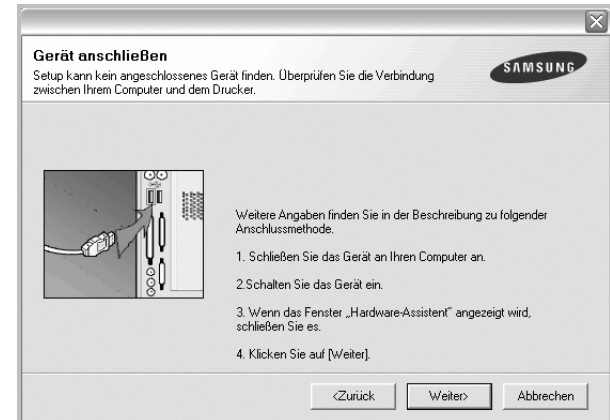 Gerät anschließen
Setup kann kein angeschlossenes Gerät finden. Überprüfen Sie die Verbindung
zwischen Ihrem Computer und dem Drucker.
SAMSUNG
Weitere Angaben finden Sie in der Beschreibung zu folgender
Anschlussmethode.
1. Schließen Sie das Gerät an Ihren Computer an.
2.Schalten Sie das Gerät ein.
3. Wenn das Fenster „Hardware-Assistent" angezeigt wird,
schließen Sie es.
4. Klicken Sie auf [Weiter].
<Zurück
Weiter>
Abbrechen